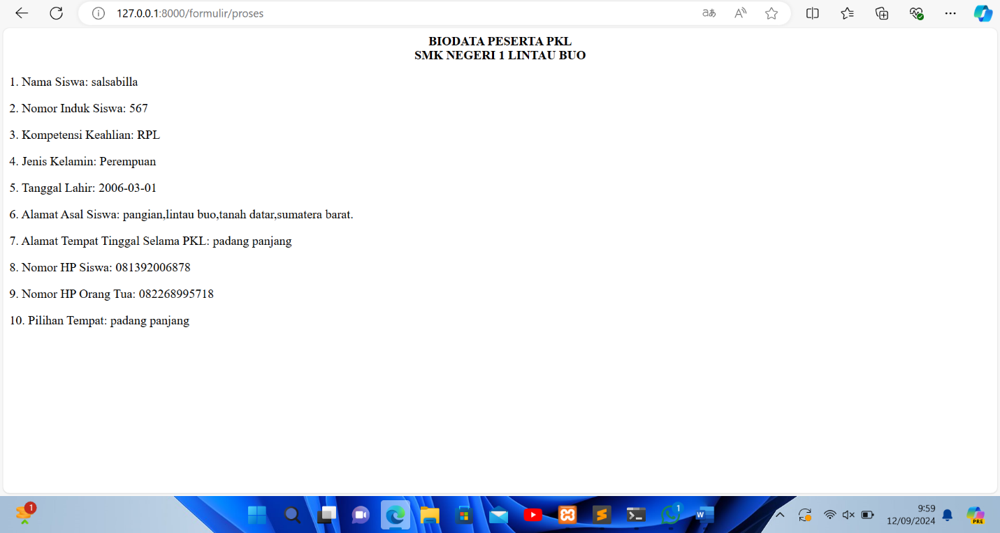 127.0.0.1:8000/formulir/proses
BIODATA PESERTA PKL
SMK NEGERI 1 LINTAU BUO
1. Nama Siswa: salsabilla
2. Nomor Induk Siswa: 567
3. Kompetensi Keahlian: RPL
4. Jenis Kelamin: Perempuan
5. Tanggal Lahir: 2006-03-01
6. Alamat Asal Siswa: pangian,lintau buo,tanah datar,sumatera barat.
7. Alamat Tempat Tinggal Selama PKL: padang panjang
8. Nomor HP Siswa: 081392006878
9. Nomor HP Orang Tua: 082268995718
10. Pilihan Tempat: padang panjang
1
1
9:59
12/09/2024
PRE